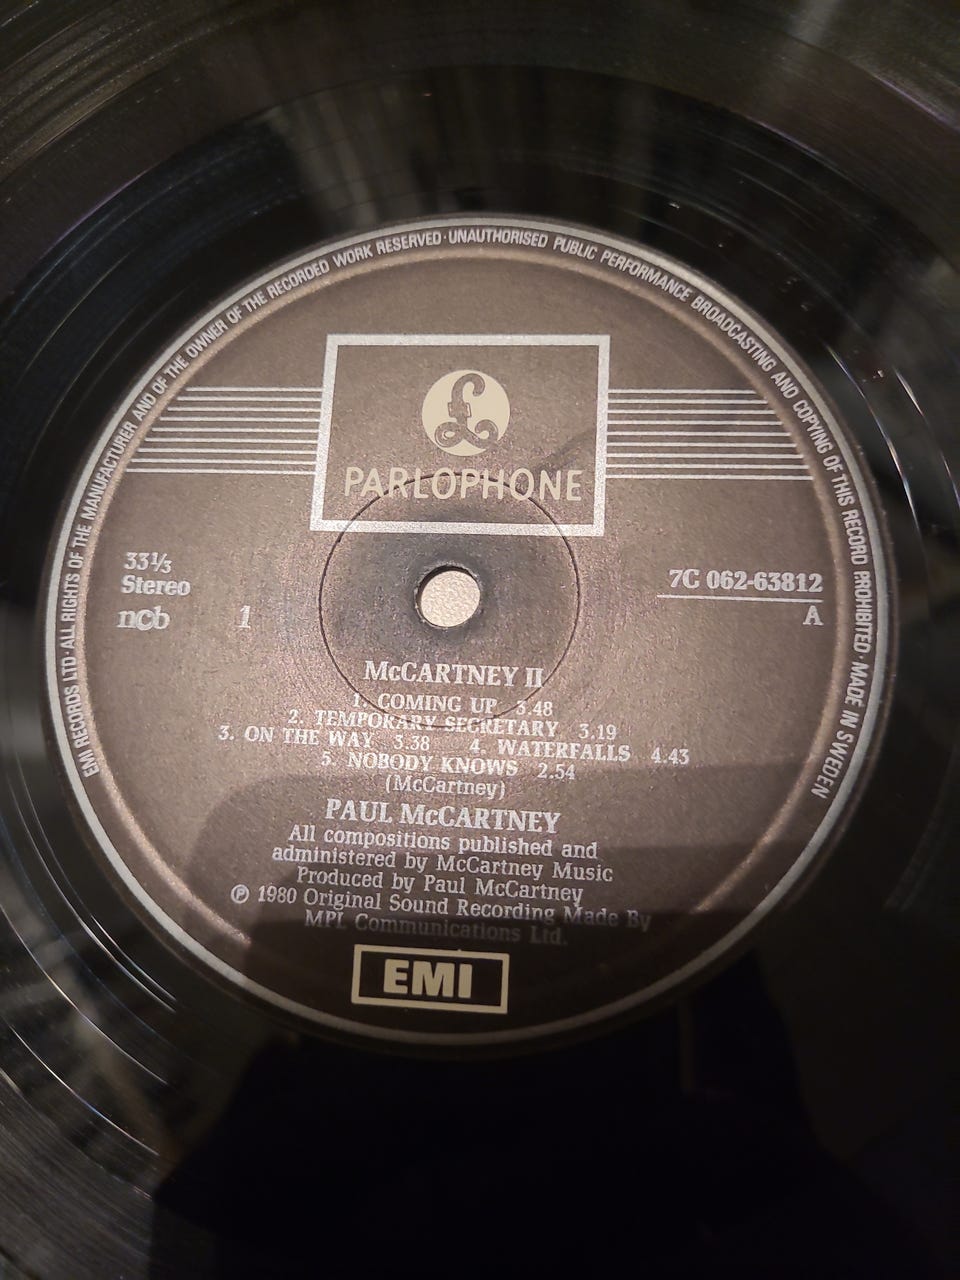 EMI RECORDS LTD · ALL RIGHTS OF THE MANUFACTURER AND OF THE OWNER OF THE RECORDED WORK RESERVED · UNAUTHORISED PUBLIC PERFORMANCE BROADCASTING AND COPYING OF THIS RECORD PROHIBITED · MADE IN SWEDEN
£
PARLOPHONE
33⅓
Stereo
ncb
1
7C 062-63812
A
McCARTNEY II
1. COMING UP 3.48
2. TEMPORARY SECRETARY 3.19
3. ON THE WAY 3.38 4. WATERFALLS 4.43
5. NOBODY KNOWS 2.54
(McCartney)
PAUL McCARTNEY
All compositions published and
administered by McCartney Music
Produced by Paul McCartney
℗ 1980 Original Sound Recording Made By
MPL Communications Ltd.
EMI